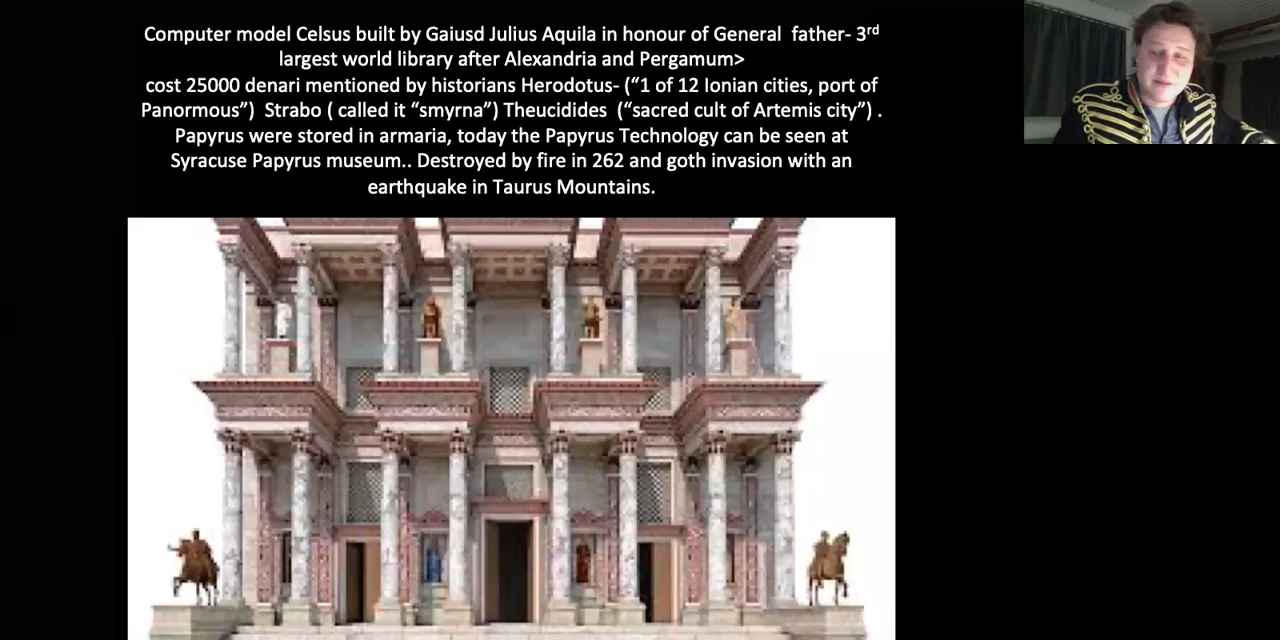 Computer model Celsus built by Gaiusd Julius Aquila in honour of General father- 3rd
largest world library after Alexandria and Pergamum>
cost 25000 denari mentioned by historians Herodotus- (“1 of 12 Ionian cities, port of
Panormous”) Strabo ( called it “smyrna”) Theucidides (“sacred cult of Artemis city”) .
Papyrus were stored in armaria, today the Papyrus Technology can be seen at
Syracuse Papyrus museum.. Destroyed by fire in 262 and goth invasion with an
earthquake in Taurus Mountains.